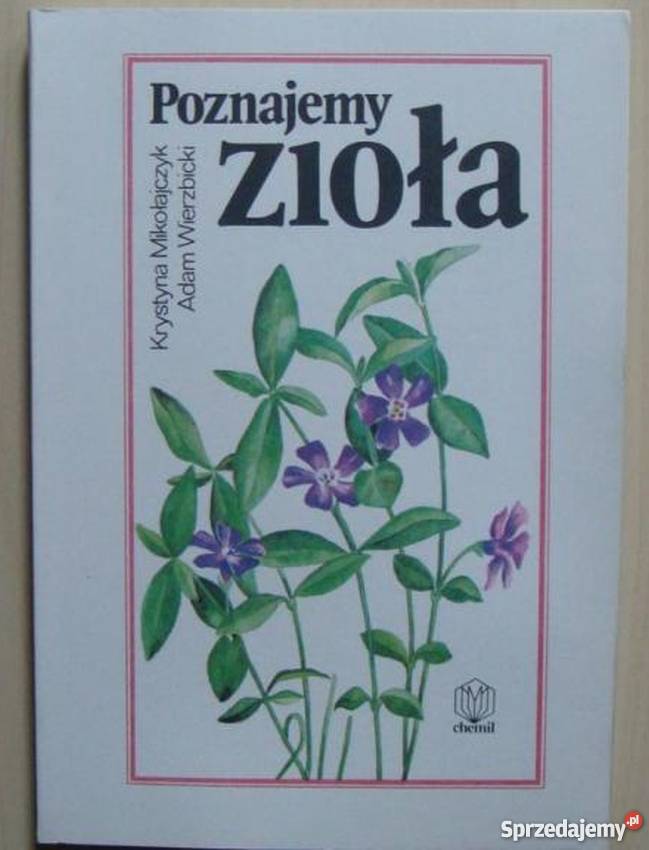 Poznajemy
zioła
Krystyna Mikołajczyk
Adam Wierzbicki
chemil
Sprzedajemy.pl